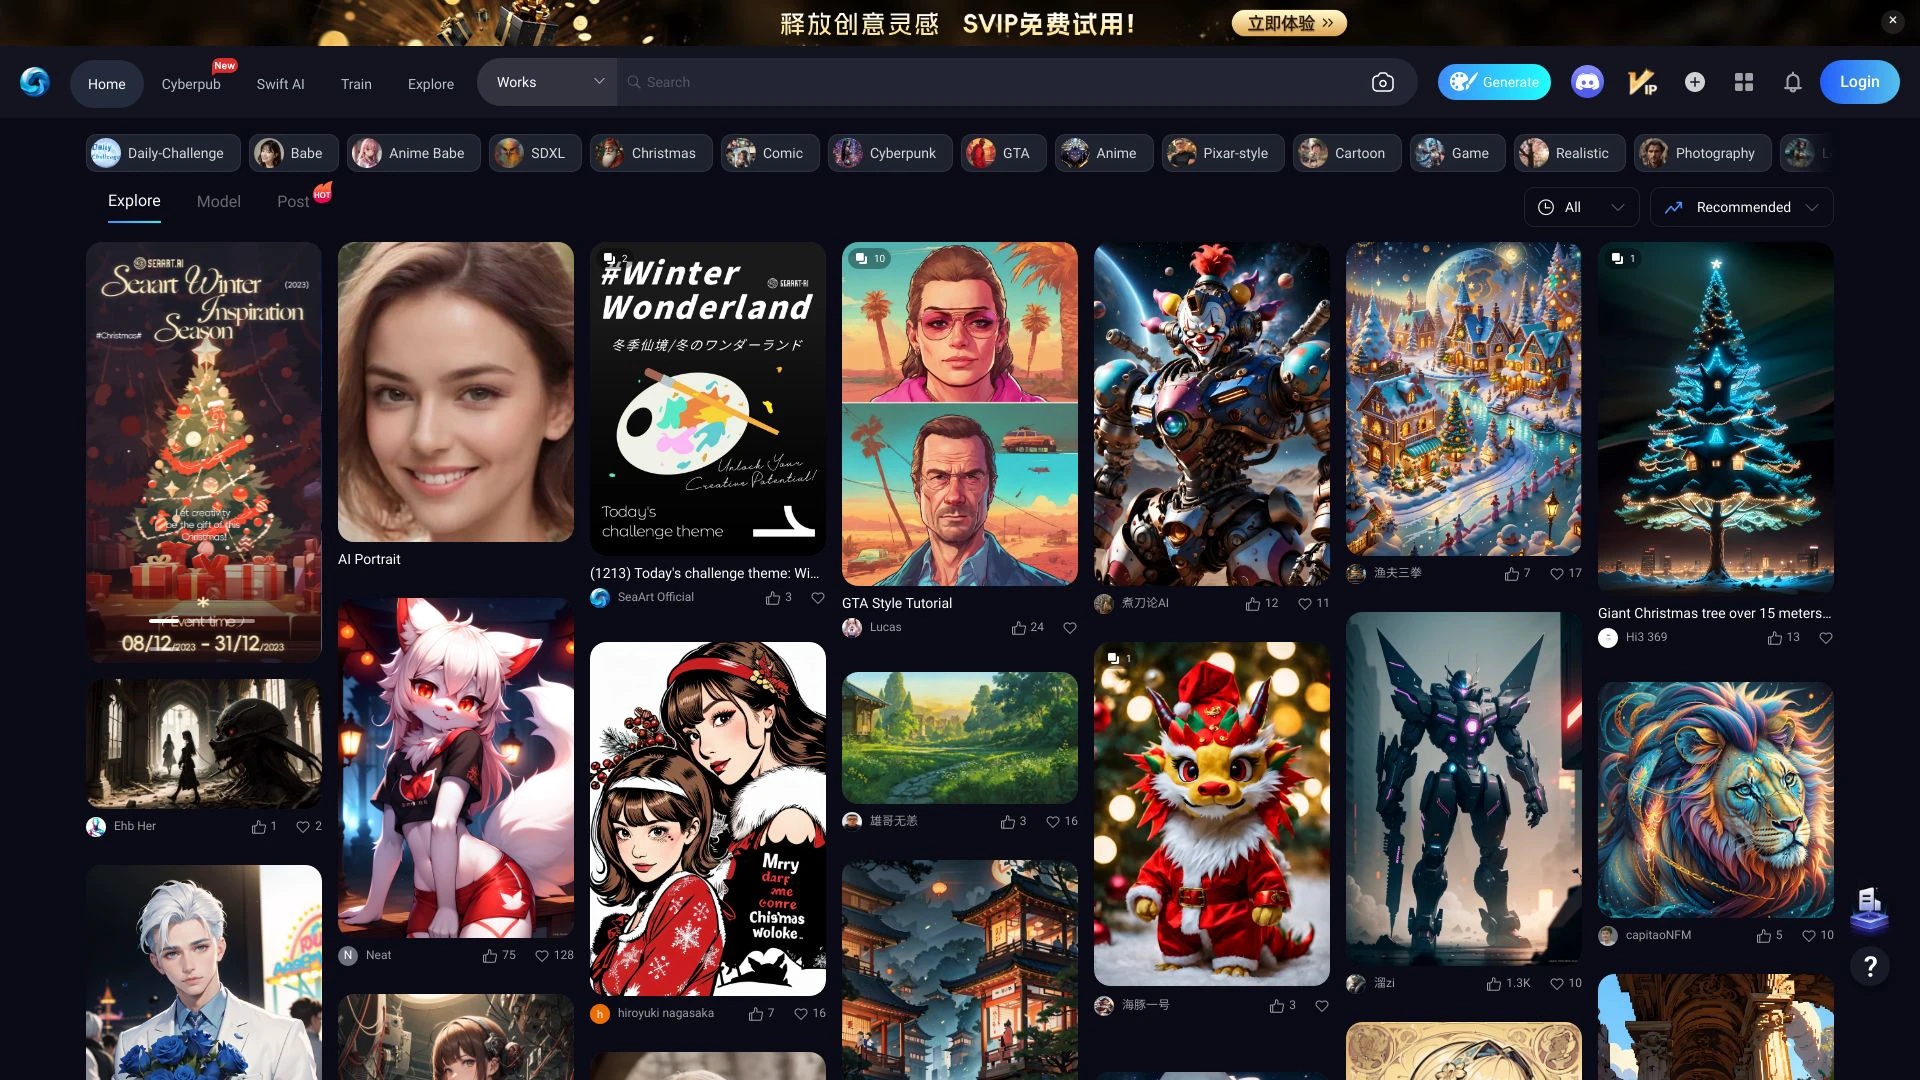 释放创意灵感 SVIP免费试用!
立即体验 >>
Home
Cyberpub
New
Swift AI
Train
Explore
Works
Search
Generate
VIP
Login
Daily-Challenge
Babe
Anime Babe
SDXL
Christmas
Comic
Cyberpunk
GTA
Anime
Pixar-style
Cartoon
Game
Realistic
Photography
Explore
Model
Post
HOT
All
Recommended
SEAART.AI
Seaart Winter
(2023)
Inspiration
#Christmas#
Season
Let creativity
be the gift of this
Christmas!
*
(Event time)
08/12/2023 - 31/12/2023
Ehb Her
1
2
AI Portrait
Neat
N
75
128
2
#Winter
SEAART·AI
Wonderland
冬季仙境/冬のワンダーランド
Unlock Your
Creative Potential!
Today's
challenge theme
(1213) Today's challenge theme: Wi...
SeaArt Official
3
Mrry
darr
me
conre
Chismas
woloke..
h
hiroyuki nagasaka
7
16
10
GTA Style Tutorial
Lucas
24
雄哥无恙
3
16
煮刀论AI
12
11
1
海豚一号
3
渔夫三拳
7
17
溜zi
1.3K
10
1
Giant Christmas tree over 15 meters...
Hi3 369
13
capitaoNFM
5
10
?